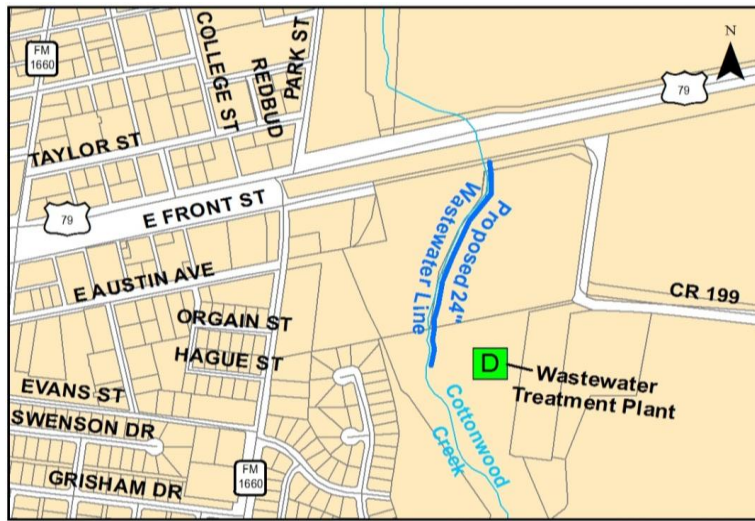 FM
1660
COLLEGE ST
REDBUD
PARK ST
N
79
TAYLOR ST
E FRONT ST
79
Proposed 24"
Wastewater Line
E AUSTIN AVE
CR 199
ORGAIN ST
HAGUE ST
D
Wastewater
Treatment Plant
EVANS ST
SWENSON DR
Cottonwood
Creek
GRISHAM DR
FM
1660